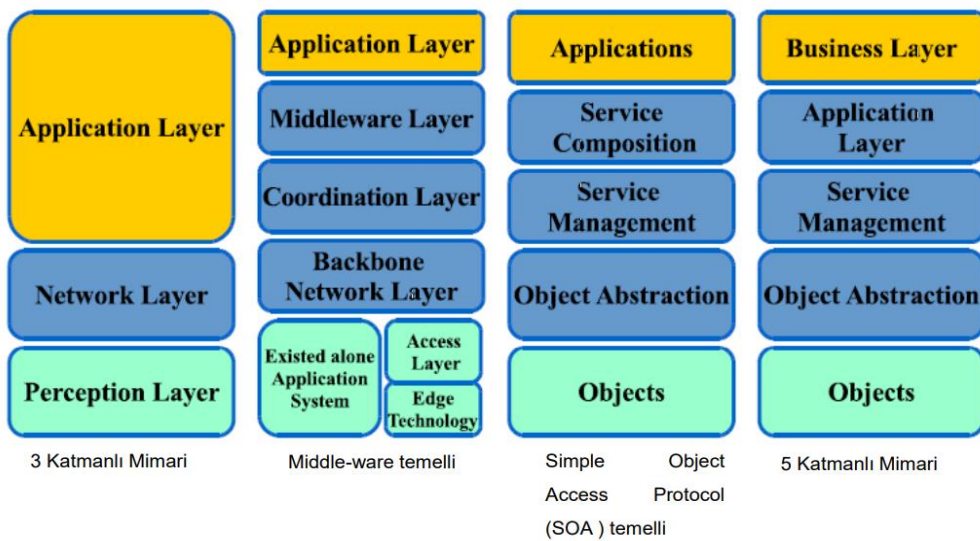 Application Layer
Network Layer
Perception Layer
3 Katmanlı Mimari
Application Layer
Middleware Layer
Coordination Layer
Backbone
Network Layer
Existed alone
Application
System
Access
Layer
Edge
Technology
Middle-ware temelli
Applications
Service
Composition
Service
Management
Object Abstraction
Objects
Simple Object
Access Protocol
(SOA ) temelli
Business Layer
Application
Layer
Service
Management
Object Abstraction
Objects
5 Katmanlı Mimari